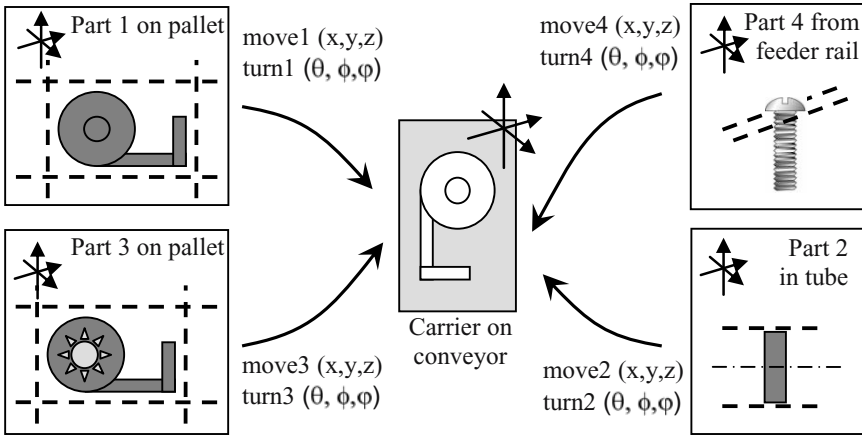 Part 1 on pallet
move1 (x,y,z)
turn1 (θ, ϕ,φ)
move4 (x,y,z)
turn4 (θ, ϕ,φ)
Part 4 from
feeder rail
Part 3 on pallet
move3 (x,y,z)
turn3 (θ, ϕ,φ)
Carrier on
conveyor
move2 (x,y,z)
turn2 (θ, ϕ,φ)
Part 2
in tube